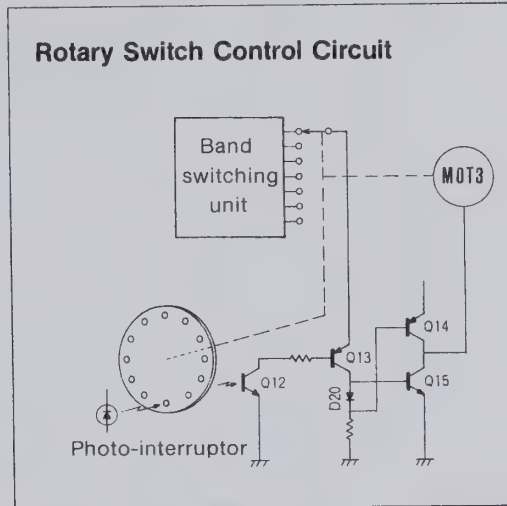 Rotary Switch Control Circuit
Band
switching
unit
MOT3
Q14
Q13
Q12
D20
Q15
Photo-interruptor